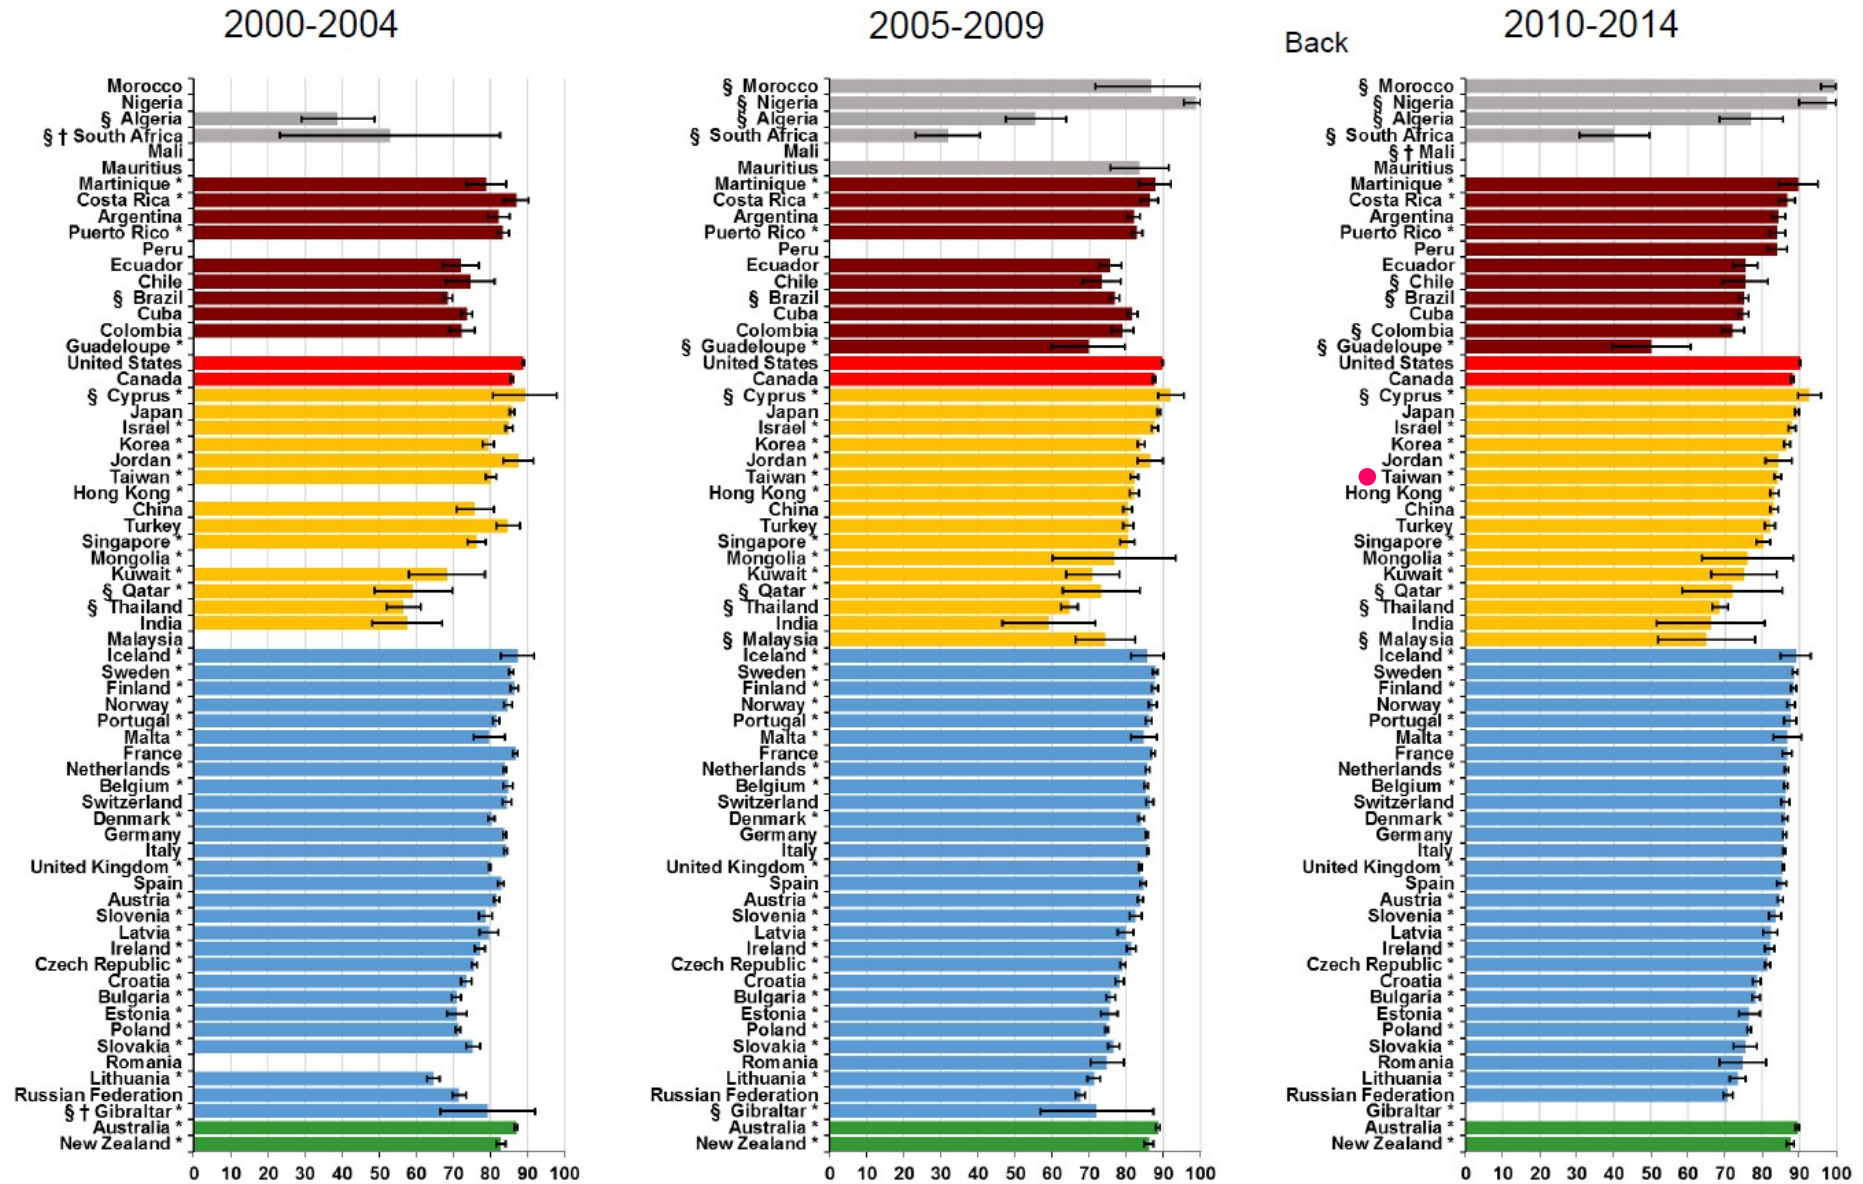 2000-2004
Morocco
Nigeria
§ Algeria
§ † South Africa
Mali
Mauritius
Martinique *
Costa Rica *
Argentina
Puerto Rico *
Peru
Ecuador
Chile
§ Brazil
Cuba
Colombia
Guadeloupe *
United States
Canada
§ Cyprus *
Japan
Israel *
Korea *
Jordan *
Taiwan *
Hong Kong *
China
Turkey
Singapore *
Mongolia *
Kuwait *
§ Qatar *
§ Thailand
India
Malaysia
Iceland *
Sweden *
Finland *
Norway *
Portugal *
Malta *
France
Netherlands *
Belgium *
Switzerland
Denmark *
Germany
Italy
United Kingdom *
Spain
Austria *
Slovenia *
Latvia *
Ireland *
Czech Republic *
Croatia *
Bulgaria *
Estonia *
Poland *
Slovakia *
Romania
Lithuania *
Russian Federation
§ † Gibraltar *
Australia *
New Zealand *
0 10 20 30 40 50 60 70 80 90 100
2005-2009
§ Morocco
§ Nigeria
§ Algeria
§ South Africa
Mali
Mauritius
Martinique *
Costa Rica *
Argentina
Puerto Rico *
Peru
Ecuador
Chile
§ Brazil
Cuba
Colombia
§ Guadeloupe *
United States
Canada
§ Cyprus *
Japan
Israel *
Korea *
Jordan *
Taiwan *
Hong Kong *
China
Turkey
Singapore *
Mongolia *
Kuwait *
§ Qatar *
§ Thailand
India
§ Malaysia
Iceland *
Sweden *
Finland *
Norway *
Portugal *
Malta *
France
Netherlands *
Belgium *
Switzerland
Denmark *
Germany
Italy
United Kingdom *
Spain
Austria *
Slovenia *
Latvia *
Ireland *
Czech Republic *
Croatia *
Bulgaria *
Estonia *
Poland *
Slovakia *
Romania
Lithuania *
Russian Federation
§ Gibraltar *
Australia *
New Zealand *
0 10 20 30 40 50 60 70 80 90 100
Back
2010-2014
§ Morocco
§ Nigeria
§ Algeria
§ South Africa
§ † Mali
Mauritius
Martinique *
Costa Rica *
Argentina
Puerto Rico *
Peru
Ecuador
§ Chile
§ Brazil
Cuba
§ Colombia
§ Guadeloupe *
United States
Canada
§ Cyprus *
Japan
Israel *
Korea *
Jordan *
Taiwan *
Hong Kong *
China
Turkey
Singapore *
Mongolia *
Kuwait *
§ Qatar *
§ Thailand
India
§ Malaysia
Iceland *
Sweden *
Finland *
Norway *
Portugal *
Malta *
France
Netherlands *
Belgium *
Switzerland
Denmark *
Germany
Italy
United Kingdom *
Spain
Austria *
Slovenia *
Latvia *
Ireland *
Czech Republic *
Croatia *
Bulgaria *
Estonia *
Poland *
Slovakia *
Romania
Lithuania *
Russian Federation
Gibraltar *
Australia *
New Zealand *
0 10 20 30 40 50 60 70 80 90 100